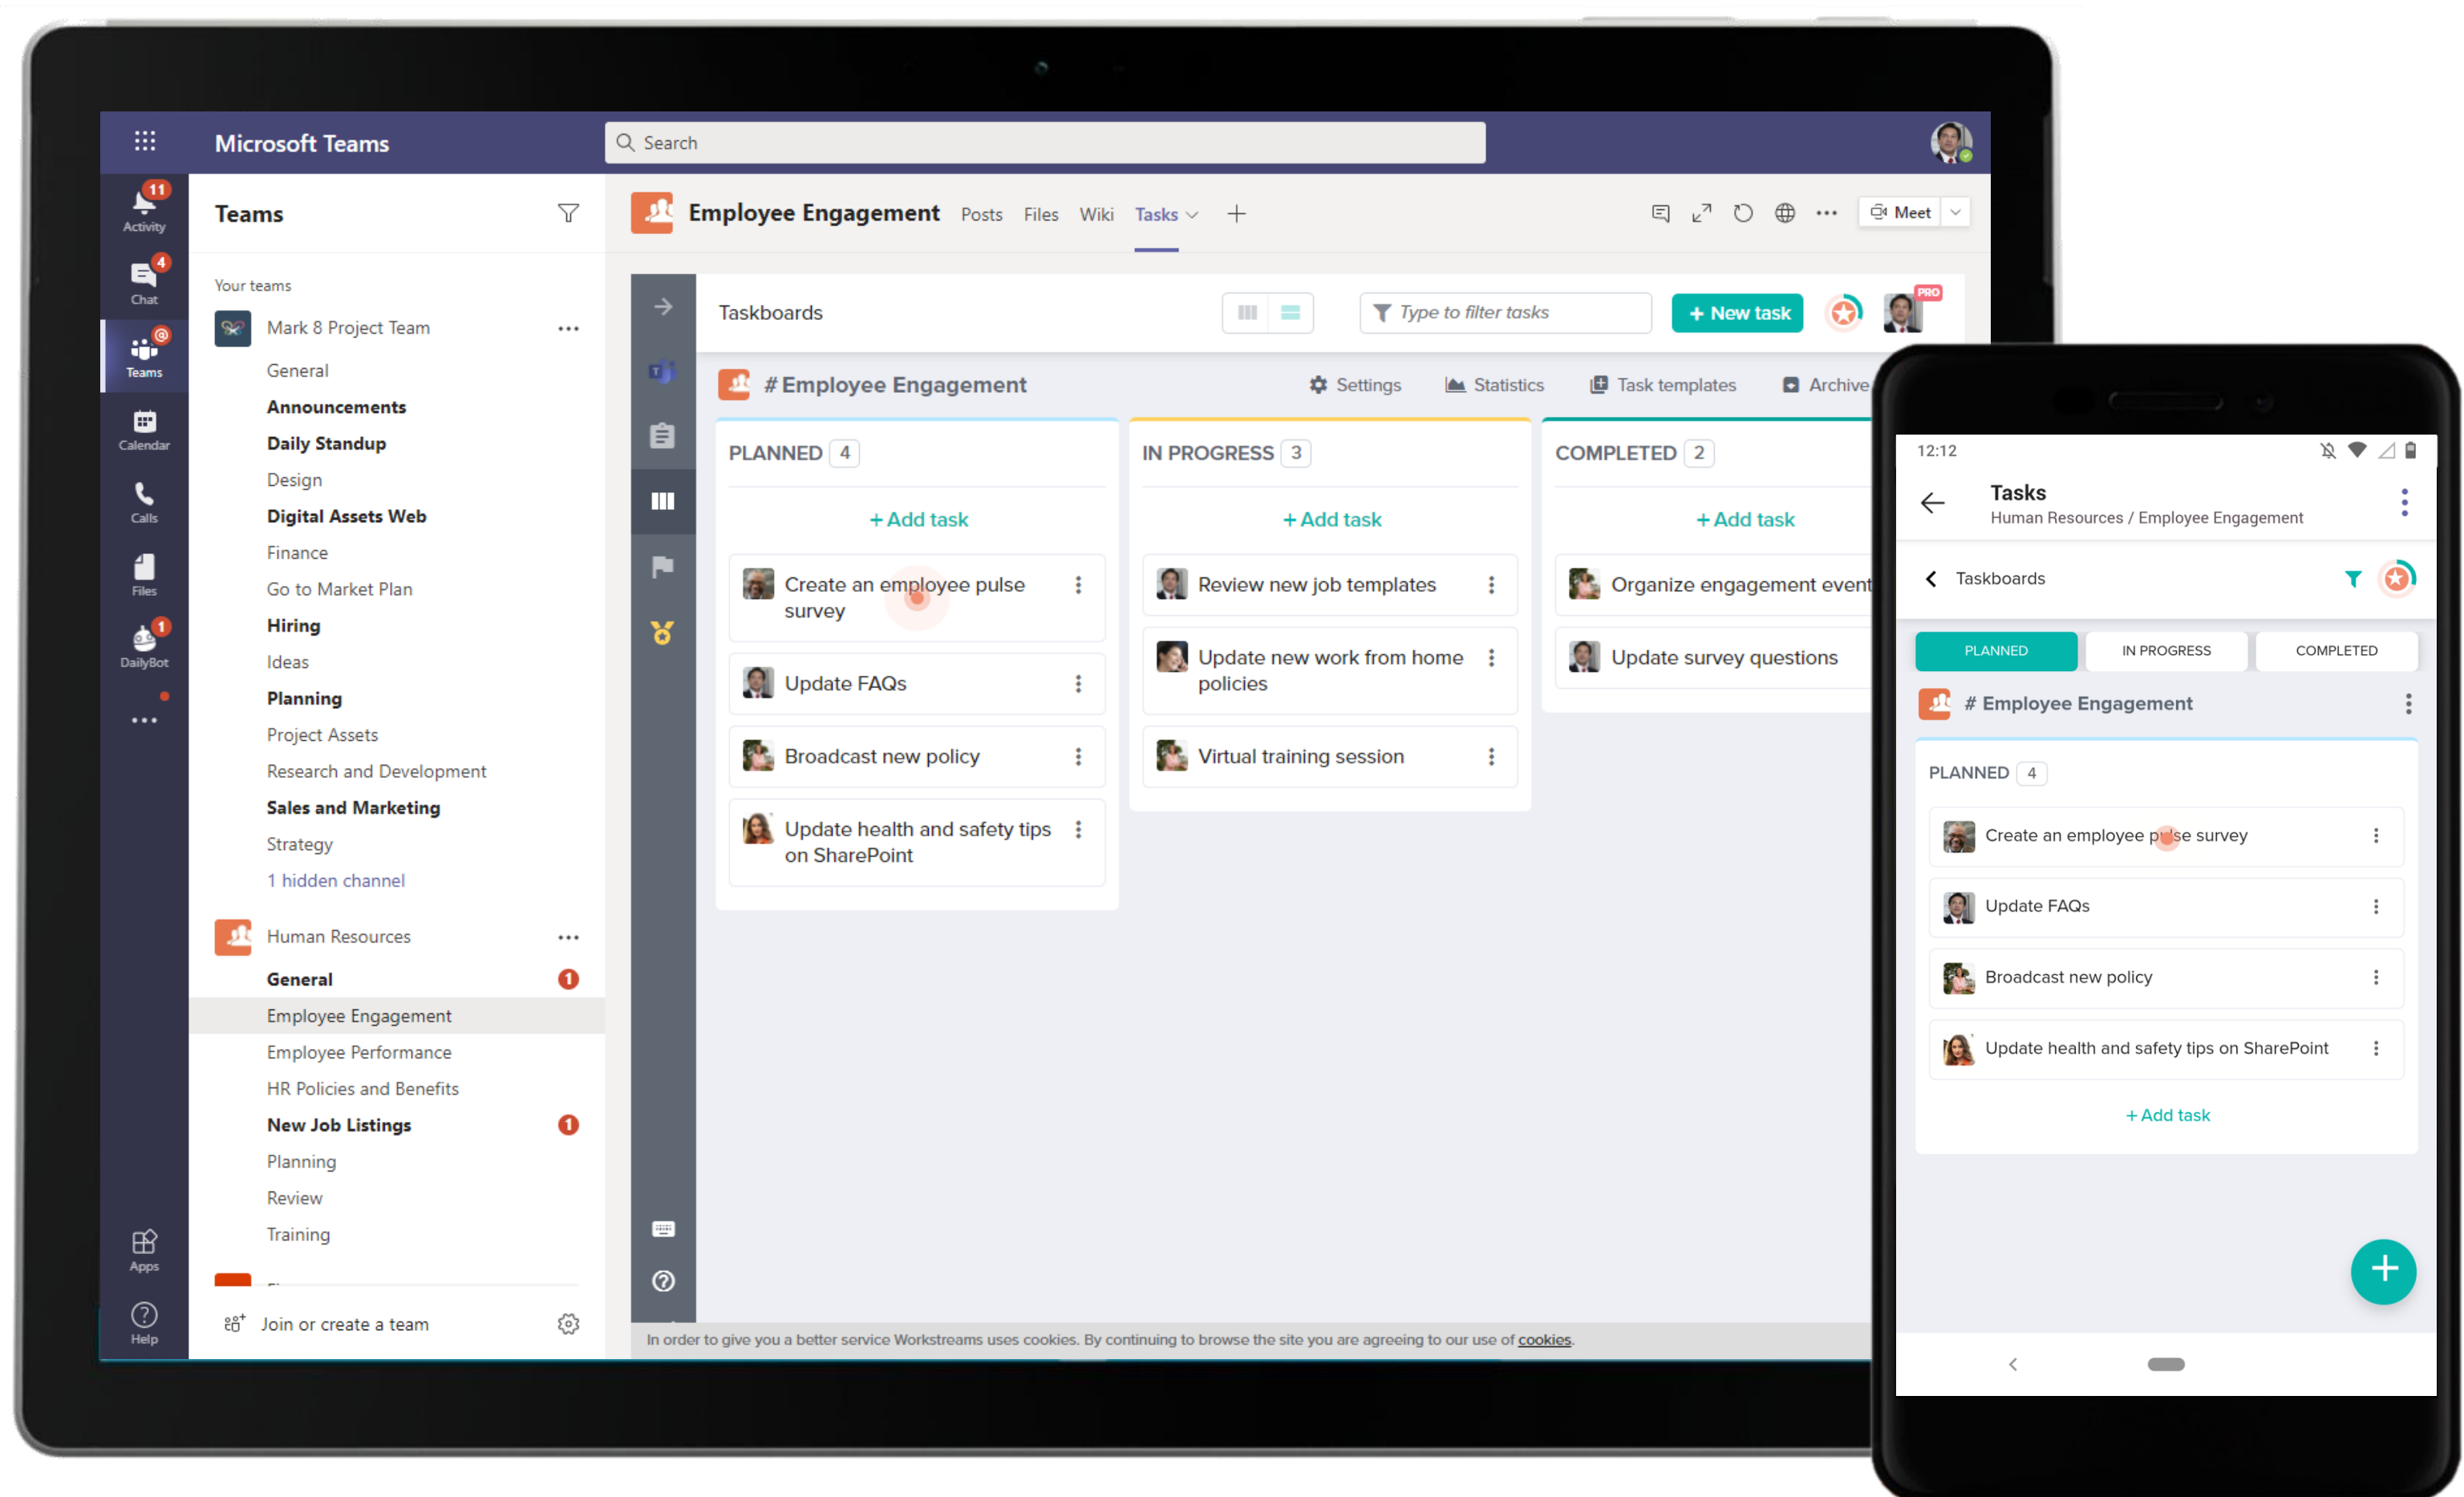 Microsoft Teams
Search
11
Activity
4
Chat
@
Teams
Calendar
Calls
Files
1
DailyBot
Apps
Help
Teams
Your teams
Mark 8 Project Team
General
Announcements
Daily Standup
Design
Digital Assets Web
Finance
Go to Market Plan
Hiring
Ideas
Planning
Project Assets
Research and Development
Sales and Marketing
Strategy
1 hidden channel
Human Resources
General 1
Employee Engagement
Employee Performance
HR Policies and Benefits
New Job Listings 1
Planning
Review
Training
Join or create a team
Employee Engagement Posts Files Wiki Tasks
Meet
Taskboards
Type to filter tasks
+ New task
PRO
# Employee Engagement
Settings
Statistics
Task templates
Archive
PLANNED 4
+ Add task
Create an employee pulse
survey
Update FAQs
Broadcast new policy
Update health and safety tips
on SharePoint
IN PROGRESS 3
+ Add task
Review new job templates
Update new work from home
policies
Virtual training session
COMPLETED 2
+ Add task
Organize engagement event
Update survey questions
In order to give you a better service Workstreams uses cookies. By continuing to browse the site you are agreeing to our use of cookies.
12:12
Tasks
Human Resources / Employee Engagement
Taskboards
PLANNED
IN PROGRESS
COMPLETED
# Employee Engagement
PLANNED 4
Create an employee pulse survey
Update FAQs
Broadcast new policy
Update health and safety tips on SharePoint
+ Add task